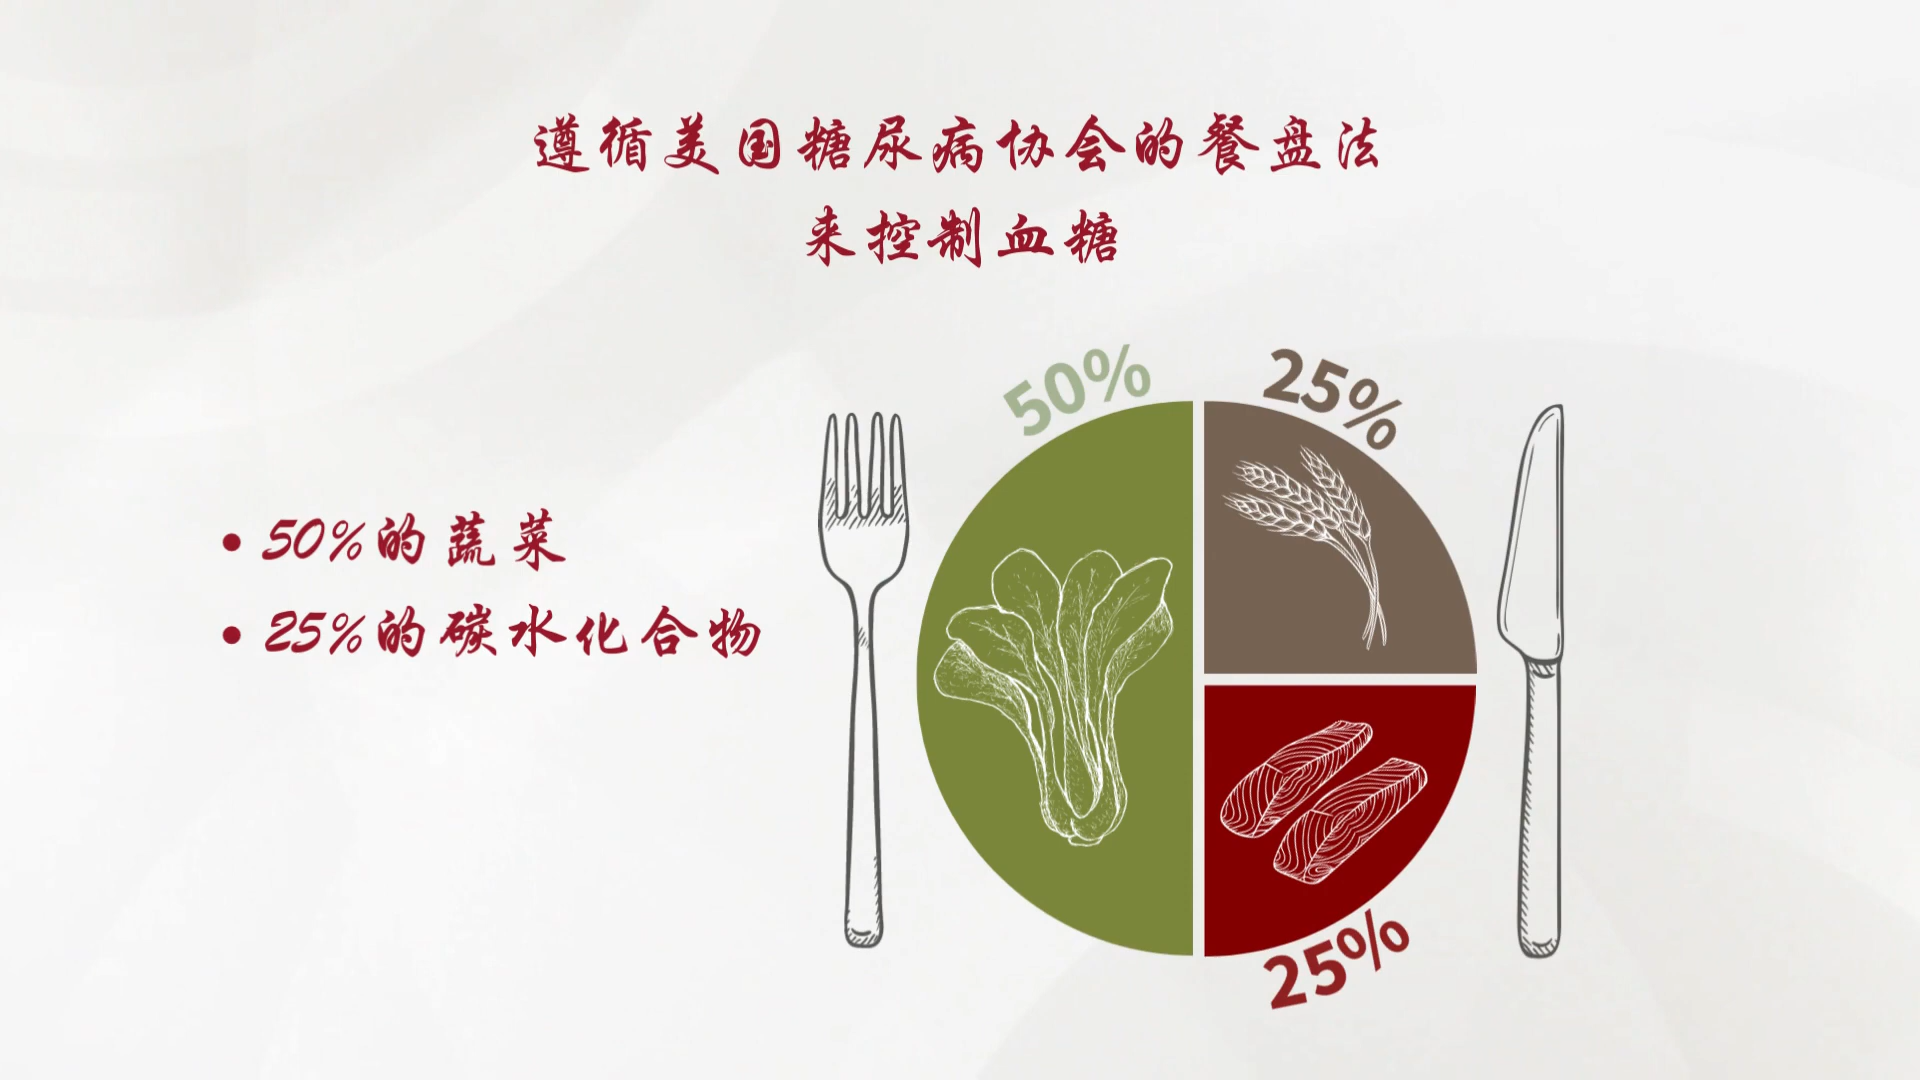 遵循美国糖尿病协会的餐盘法
来控制血糖
50%
25%
• 50%的蔬菜
• 25%的碳水化合物
25%